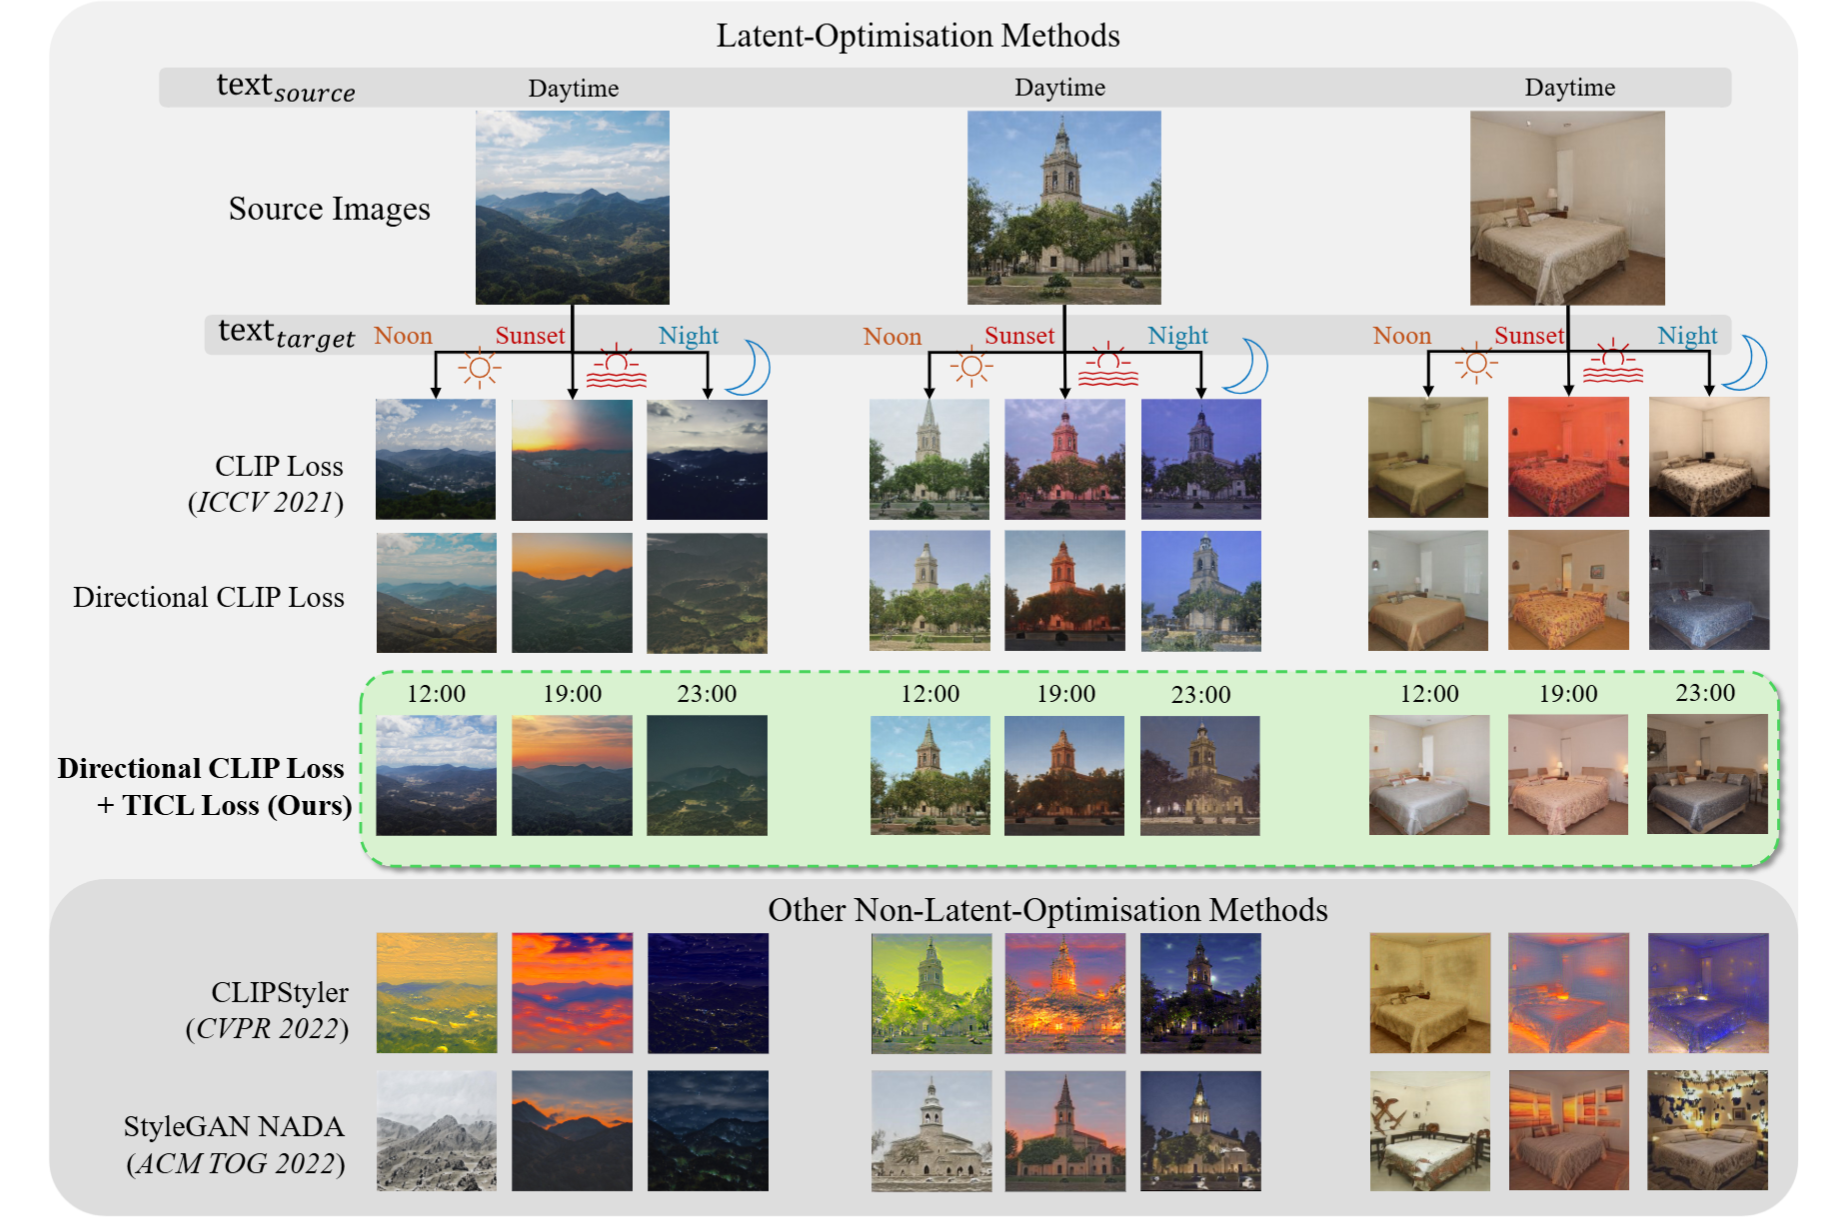 Latent-Optimisation Methods
text source Daytime Daytime Daytime
Source Images
text target Noon Sunset Night Noon Sunset Night Noon Sunset Night
CLIP Loss
(ICCV 2021)
Directional CLIP Loss
12:00 19:00 23:00 12:00 19:00 23:00 12:00 19:00 23:00
Directional CLIP Loss
+ TICL Loss (Ours)
Other Non-Latent-Optimisation Methods
CLIPStyler
(CVPR 2022)
StyleGAN NADA
(ACM TOG 2022)